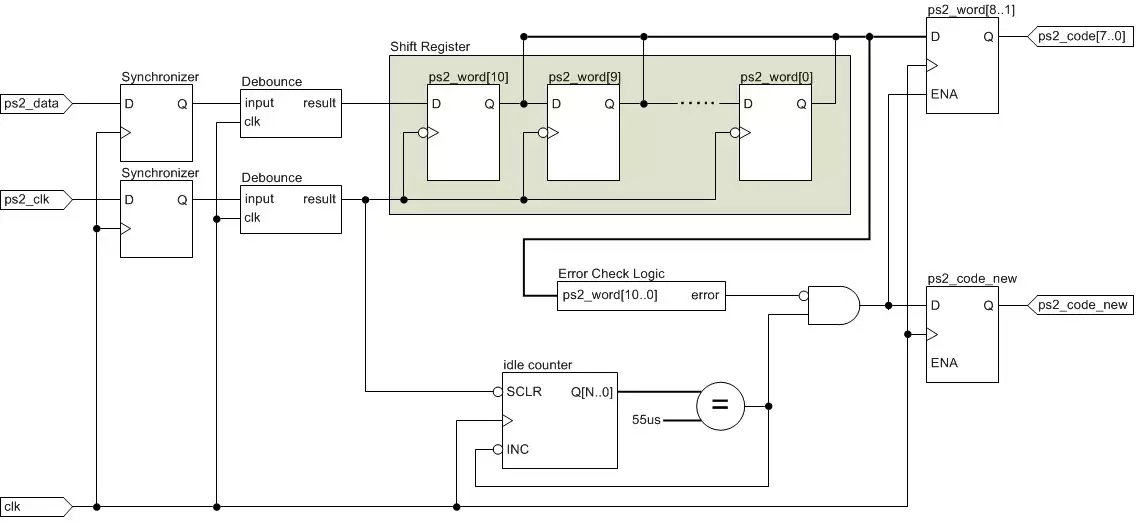 ps2_word[8..1]
D Q
ps2_code[7..0]
ENA
Shift Register
ps2_word[10]
ps2_word[9]
ps2_word[0]
D Q
D Q
D Q
Synchronizer
ps2_data
D Q
Debounce
input result
clk
Synchronizer
ps2_clk
D Q
Debounce
input result
clk
Error Check Logic
ps2_word[10..0] error
ps2_code_new
D Q
ps2_code_new
ENA
idle counter
SCLR Q[N..0]
INC
55us
=
clk